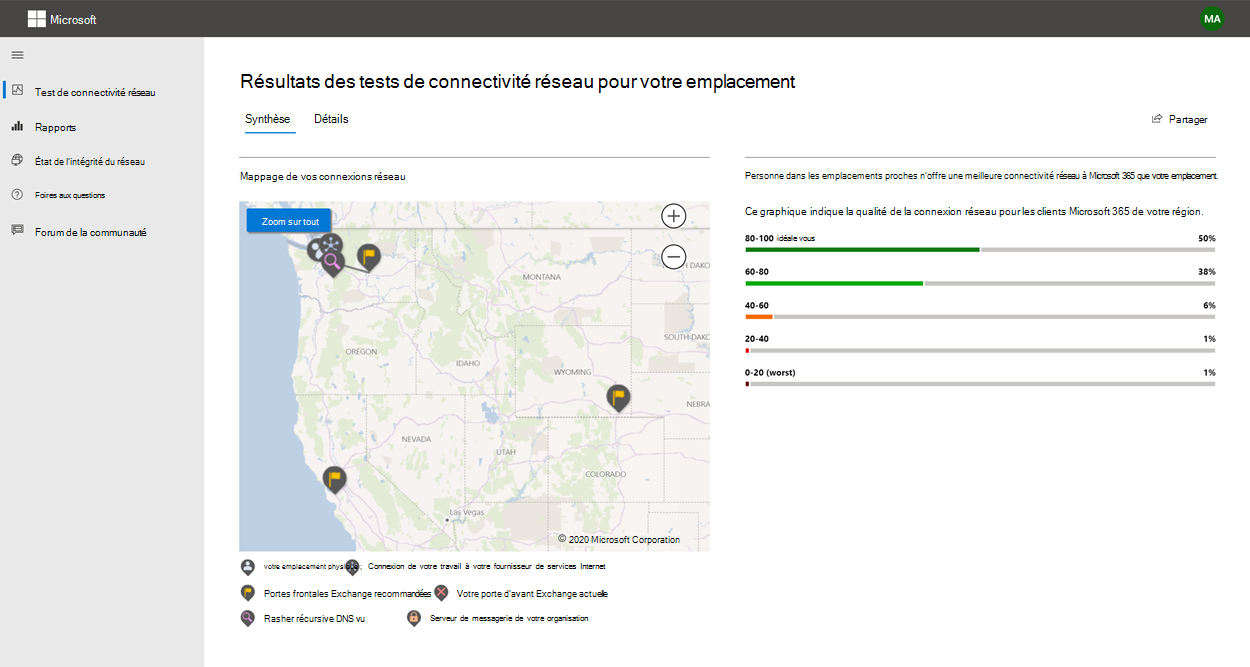 Microsoft
MA
Test de connectivité réseau
Rapports
État de l'intégrité du réseau
Foires aux questions
Forum de la communauté
Résultats des tests de connectivité réseau pour votre emplacement
Synthèse
Détails
Partager
Mappage de vos connexions réseau
Zoom sur tout
MONTANA
DAKO
SOUTH DAKO
OREGON
IDAHO
WYOMING
NEBRA
NEVADA
UTAH
COLORADO
Las Vegas
© 2020 Microsoft Corporation
votre emplacement physique :
Connexion de votre travail à votre fournisseur de services Internet
Portes frontales Exchange recommandées
Votre porte d'avant Exchange actuelle
Rasher récursive DNS vu
Serveur de messagerie de votre organisation
Personne dans les emplacements proches n'offre une meilleure connectivité réseau à Microsoft 365 que votre emplacement.
Ce graphique indique la qualité de la connexion réseau pour les clients Microsoft 365 de votre région.
80-100 idéale vous 50%
60-80 38%
40-60 6%
20-40 1%
0-20 (worst) 1%